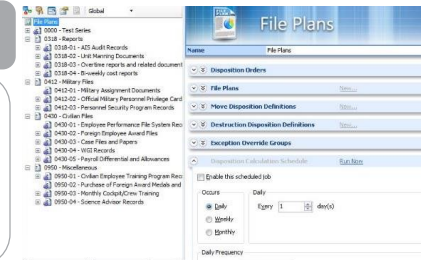 Global
File Plans
0000 - Test Series
0318 - Reports
0318-01 - AIS Audit Records
0318-02 - Unit Manning Documents
0318-03 - Overtime reports and related document
0318-04 - Bi-weekly cost reports
0412 - Military Files
0412-01 - Military Assignment Documents
0412-02 - Official Military Personnel Privilege Card
0412-03 - Personnel Security Program Records
0430 - Civilian Files
0430-01 - Employee Performance File System Reco
0430-02 - Foreign Employee Award Files
0430-03 - Case Files and Papers
0430-04 - WGI Records
0430-05 - Payroll Differential and Allowances
0950 - Miscellaneous
0950-01 - Civilian Employee Training Program Reco
0950-02 - Purchase of Foreign Award Medals and
0950-03 - Monthly Cockpit/Crew Training
0950-04 - Science Advisor Records
File Plans
Name File Plans
Disposition Orders
File Plans New...
Move Disposition Definitions New...
Destruction Disposition Definitions New...
Exception Override Groups
Disposition Calculation Schedule Run Now
Enable this scheduled job
Occurs
Daily
Weekly
Monthly
Daily
Every 1 day(s)
Daily Frequency